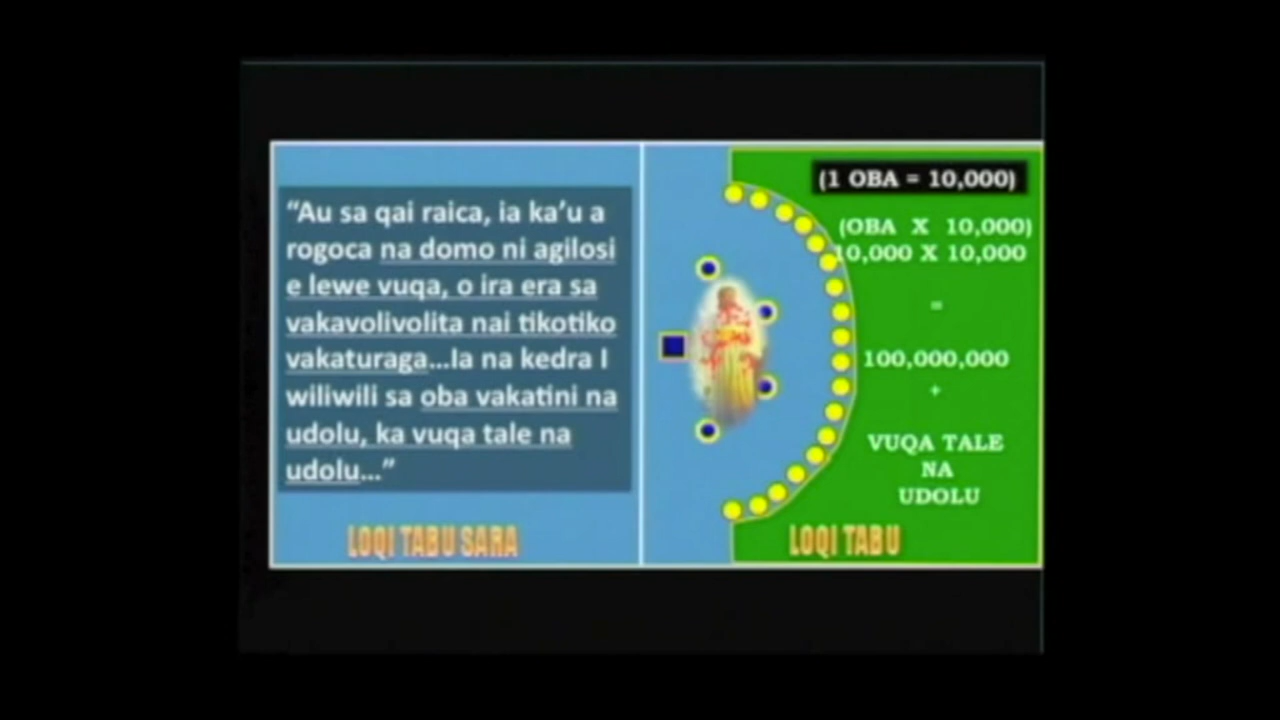 “Au sa qai raica, ia ka’u a
rogoca na domo ni agilosi
e lewe vuqa, o ira era sa
vakavolivolita nai tikotiko
vakaturaga...Ia na kedra I
wiliwili sa oba vakatini na
udolu, ka vuqa tale na
udolu...”
LOQI TABU SARA
(1 OBA = 10,000)
(OBA X 10,000)
10,000 X 10,000
=
100,000,000
+
VUQA TALE
NA
UDOLU
LOQI TABU